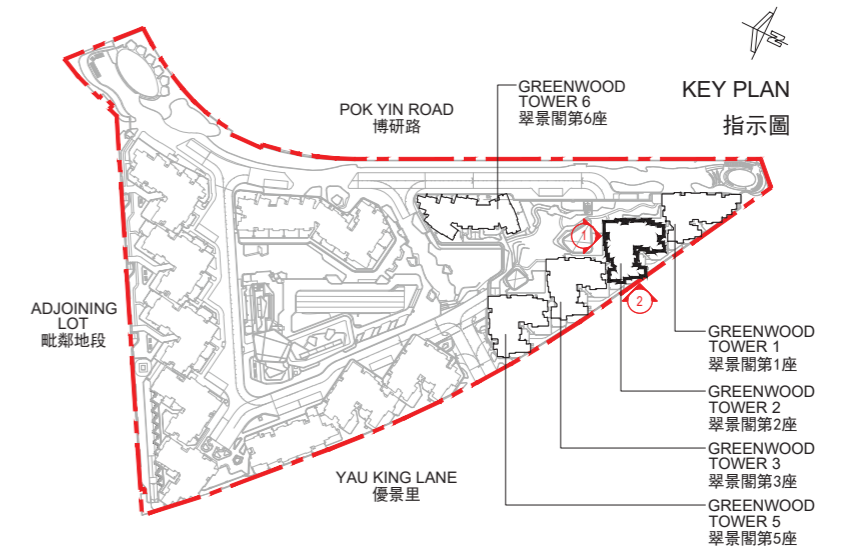 N
KEY PLAN
指示圖
GREENWOOD
TOWER 6
翠景閣第6座
POK YIN ROAD
博研路
1
2
ADJOINING
LOT
毗鄰地段
GREENWOOD
TOWER 1
翠景閣第1座
GREENWOOD
TOWER 2
翠景閣第2座
GREENWOOD
TOWER 3
翠景閣第3座
GREENWOOD
TOWER 5
翠景閣第5座
YAU KING LANE
優景里